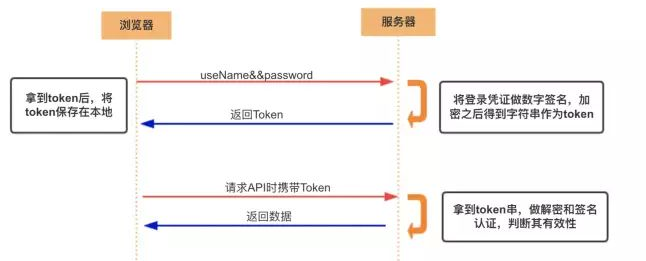 浏览器
服务器
useName&&password
拿到token后，将
token保存在本地
将登录凭证做数字签名，加
密之后得到字符串作为token
返回Token
请求API时携带Token
拿到token串，做解密和签名
认证，判断其有效性
返回数据